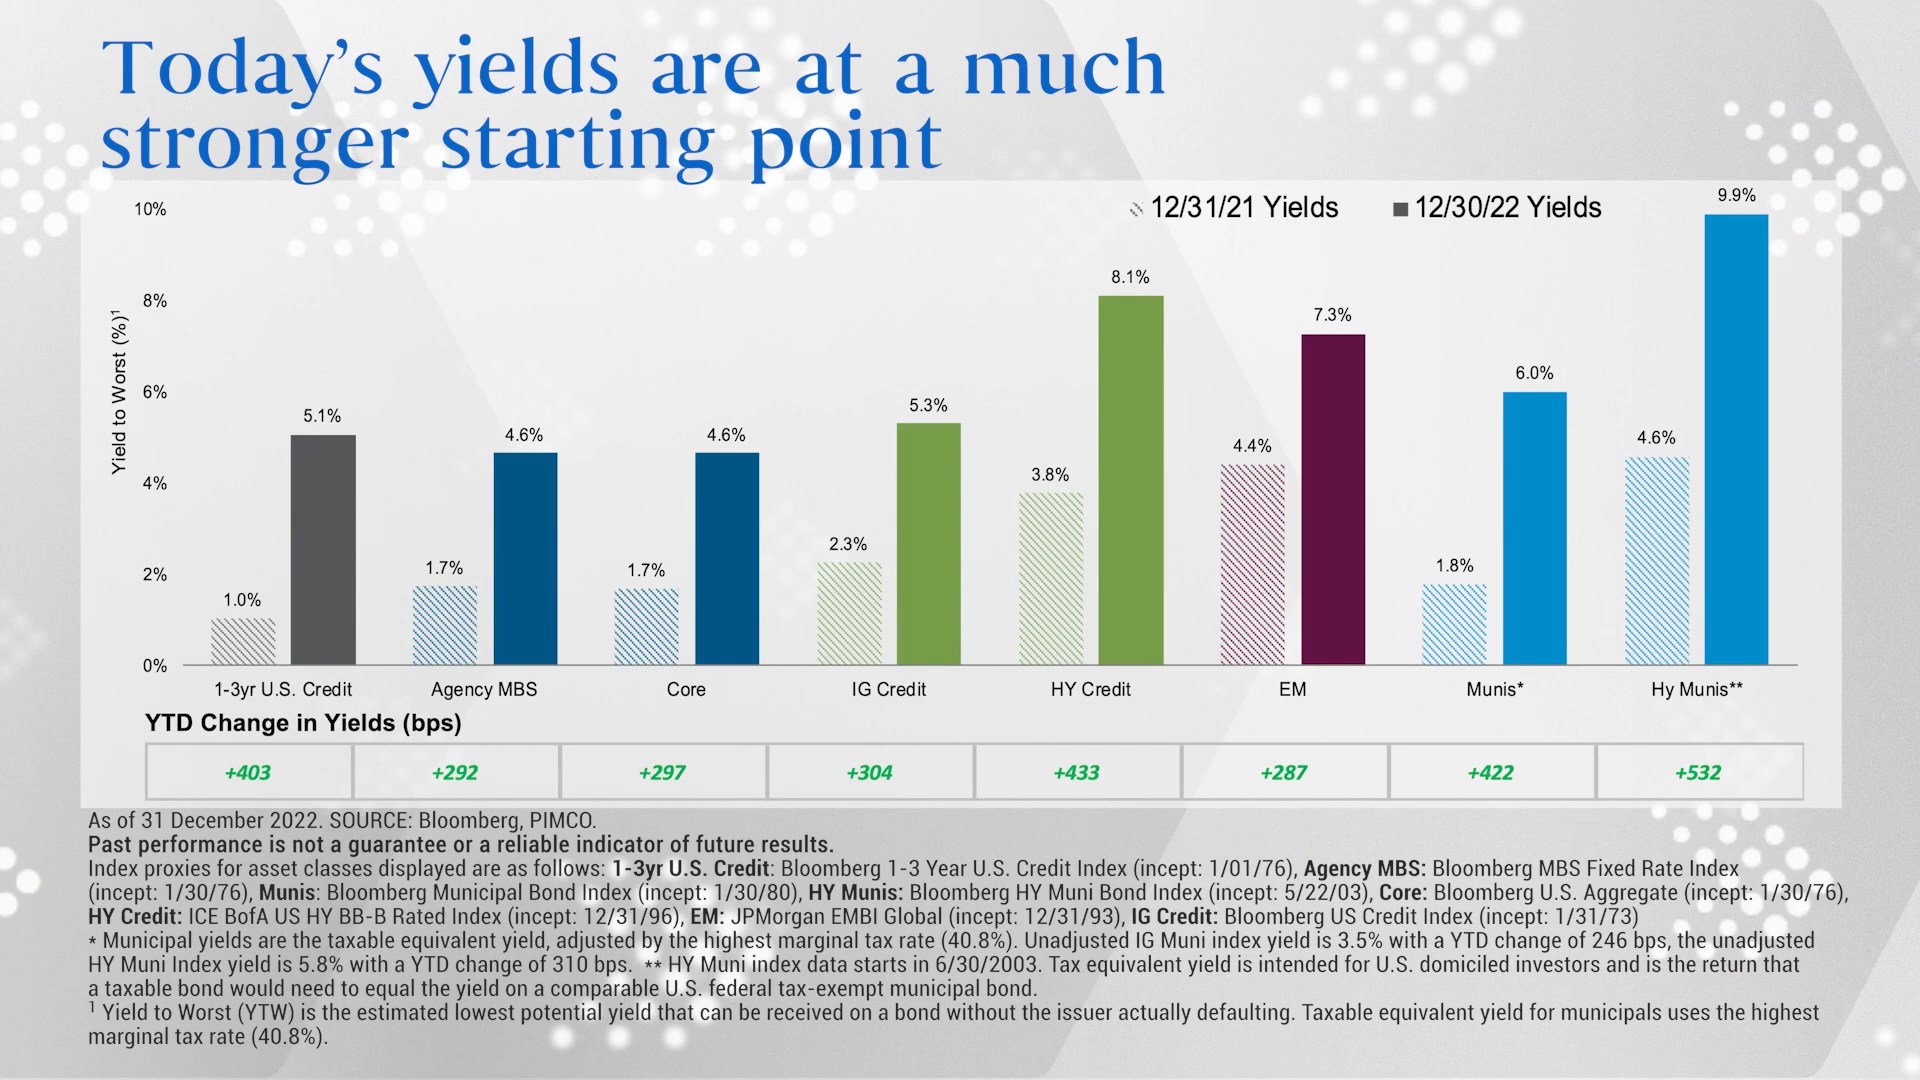 Today’s yields are at a much
stronger starting point
12/31/21 Yields 12/30/22 Yields
Yield to Worst (%)¹
10%
8%
6%
4%
2%
0%
1.0% 5.1% 1.7% 4.6% 1.7% 4.6% 2.3% 5.3% 3.8% 8.1% 4.4% 7.3% 1.8% 6.0% 4.6% 9.9%
1-3yr U.S. Credit Agency MBS Core IG Credit HY Credit EM Munis* Hy Munis**
YTD Change in Yields (bps)
+403 +292 +297 +304 +433 +287 +422 +532
As of 31 December 2022. SOURCE: Bloomberg, PIMCO.
Past performance is not a guarantee or a reliable indicator of future results.
Index proxies for asset classes displayed are as follows: 1-3yr U.S. Credit: Bloomberg 1-3 Year U.S. Credit Index (incept: 1/01/76), Agency MBS: Bloomberg MBS Fixed Rate Index
(incept: 1/30/76), Munis: Bloomberg Municipal Bond Index (incept: 1/30/80), HY Munis: Bloomberg HY Muni Bond Index (incept: 5/22/03), Core: Bloomberg U.S. Aggregate (incept: 1/30/76),
HY Credit: ICE BofA US HY BB-B Rated Index (incept: 12/31/96), EM: JPMorgan EMBI Global (incept: 12/31/93), IG Credit: Bloomberg US Credit Index (incept: 1/31/73)
* Municipal yields are the taxable equivalent yield, adjusted by the highest marginal tax rate (40.8%). Unadjusted IG Muni index yield is 3.5% with a YTD change of 246 bps, the unadjusted
HY Muni Index yield is 5.8% with a YTD change of 310 bps. ** HY Muni index data starts in 6/30/2003. Tax equivalent yield is intended for U.S. domiciled investors and is the return that
a taxable bond would need to equal the yield on a comparable U.S. federal tax-exempt municipal bond.
¹ Yield to Worst (YTW) is the estimated lowest potential yield that can be received on a bond without the issuer actually defaulting. Taxable equivalent yield for municipals uses the highest
marginal tax rate (40.8%).